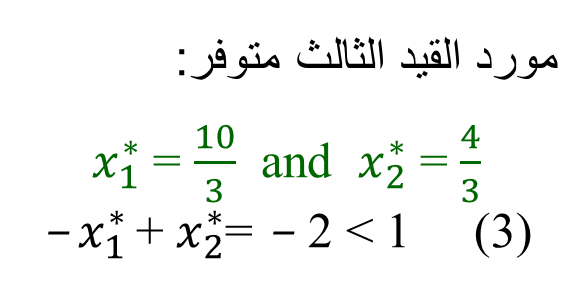 مورد القيد الثالث متوفر:
x₁* = 10/3 and x₂* = 4/3
−x₁* + x₂* = − 2 < 1 (3)